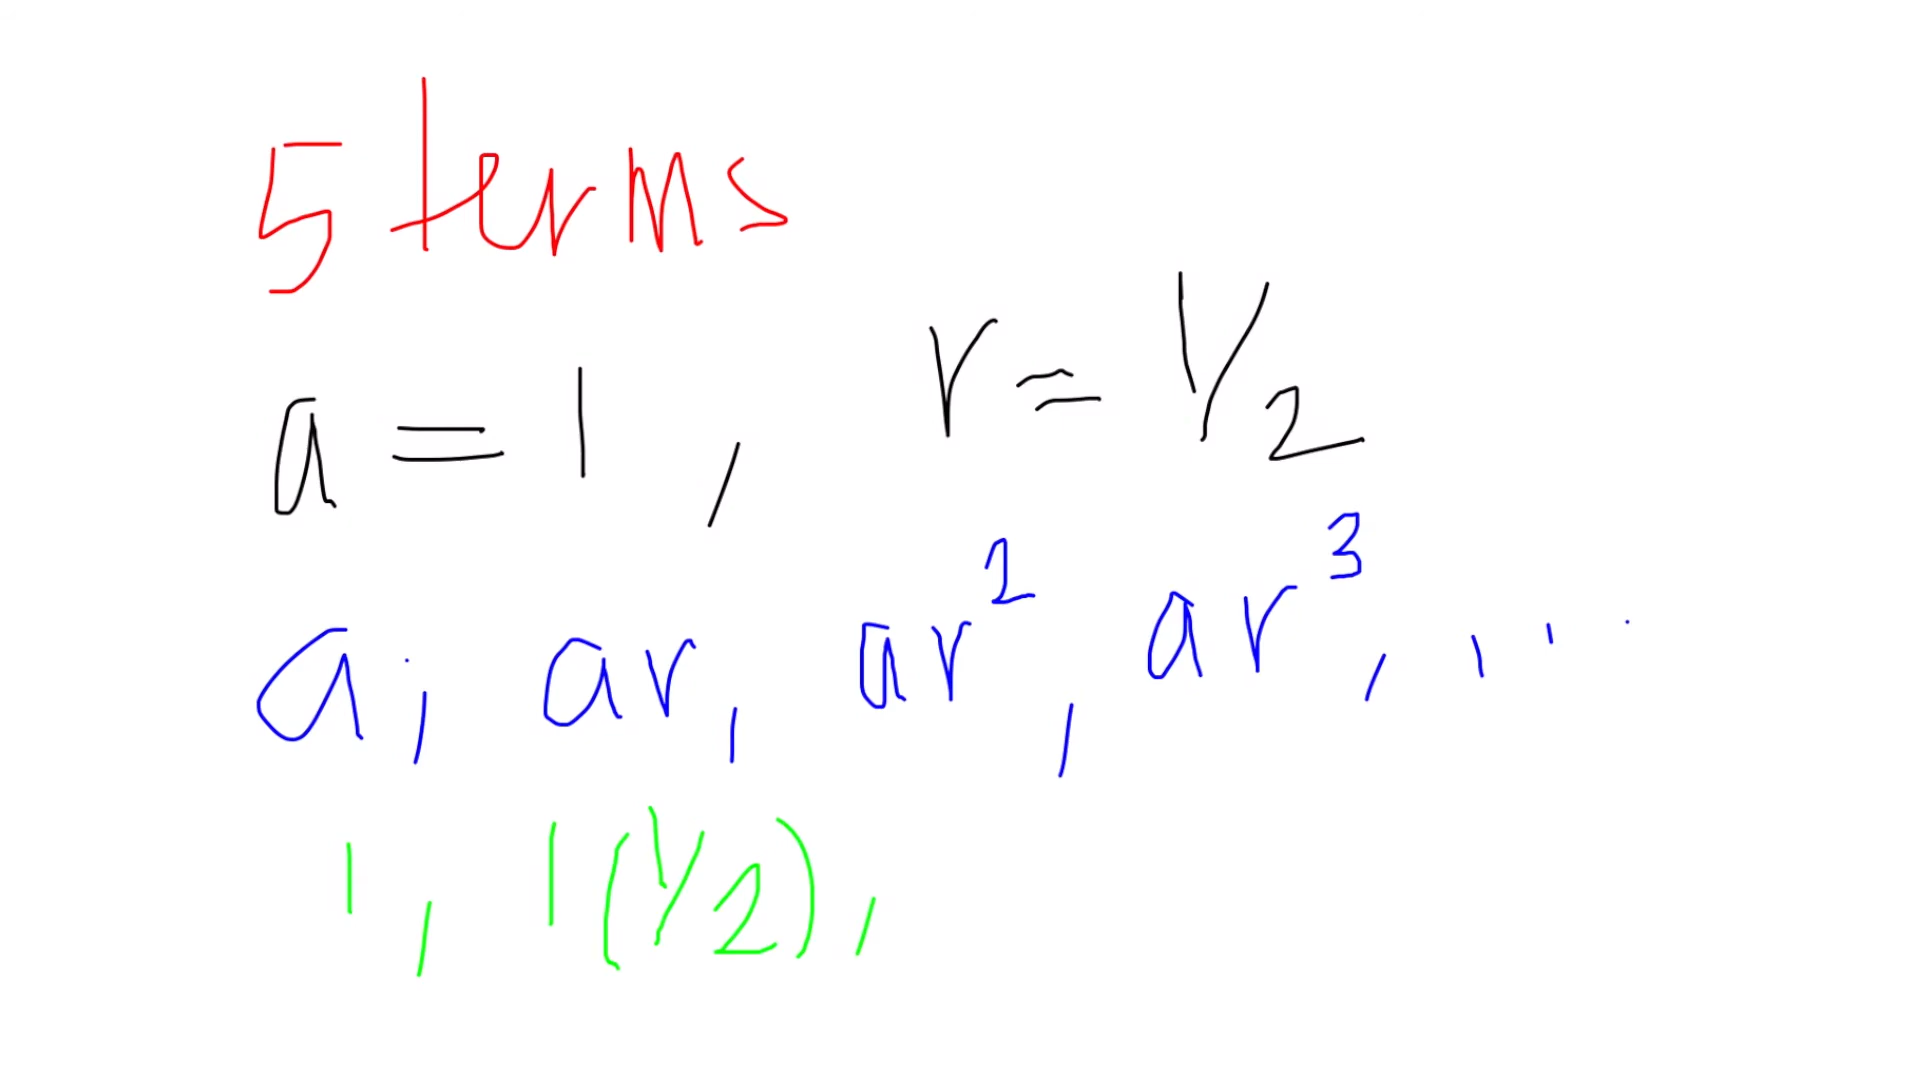 5 terms
a = 1, r = 1/2
a, ar, ar², ar³, ...
1, 1(1/2),